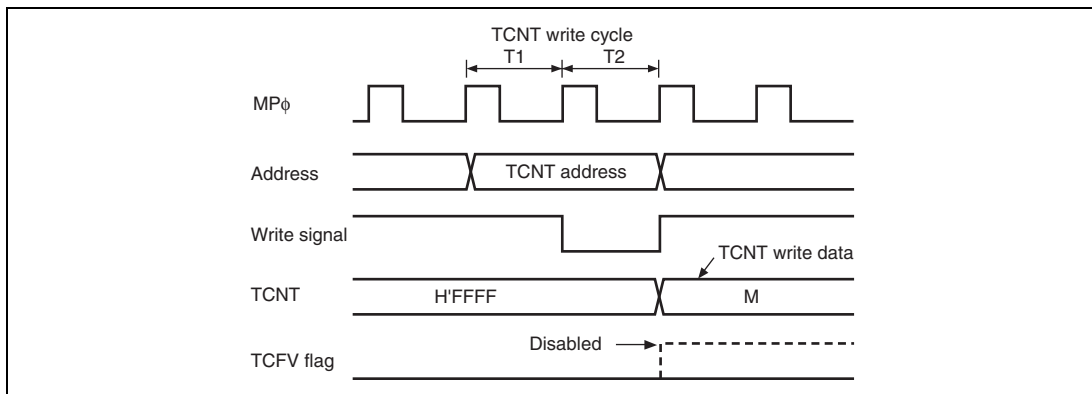 TCNT write cycle
T1 T2
MPϕ
Address TCNT address
Write signal
TCNT write data
TCNT H'FFFF M
Disabled
TCFV flag